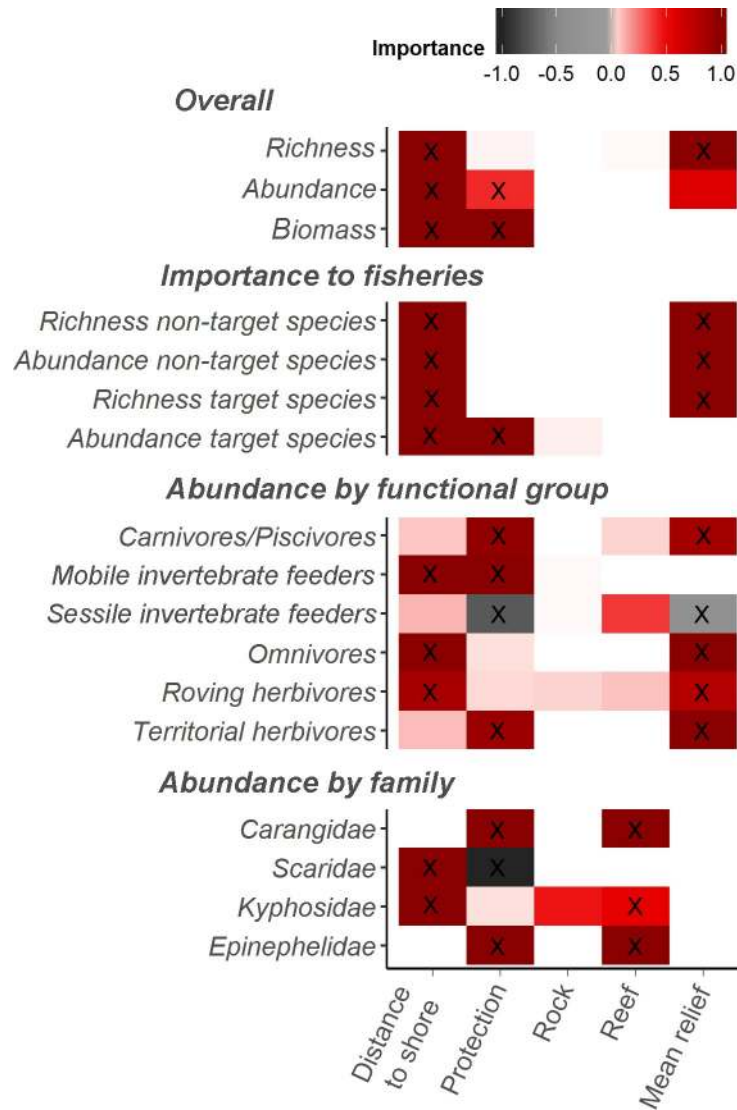 Importance
-1.0 -0.5 0.0 0.5 1.0
Overall
Richness X X
Abundance X X
Biomass X X
Importance to fisheries
Richness non-target species X X
Abundance non-target species X X
Richness target species X X
Abundance target species X X
Abundance by functional group
Carnivores/Piscivores X X
Mobile invertebrate feeders X X
Sessile invertebrate feeders X X
Omnivores X X
Roving herbivores X X
Territorial herbivores X X
Abundance by family
Carangidae X X
Scaridae X X
Kyphosidae X X
Epinephelidae X X
Distance
to shore
Protection
Rock
Reef
Mean relief